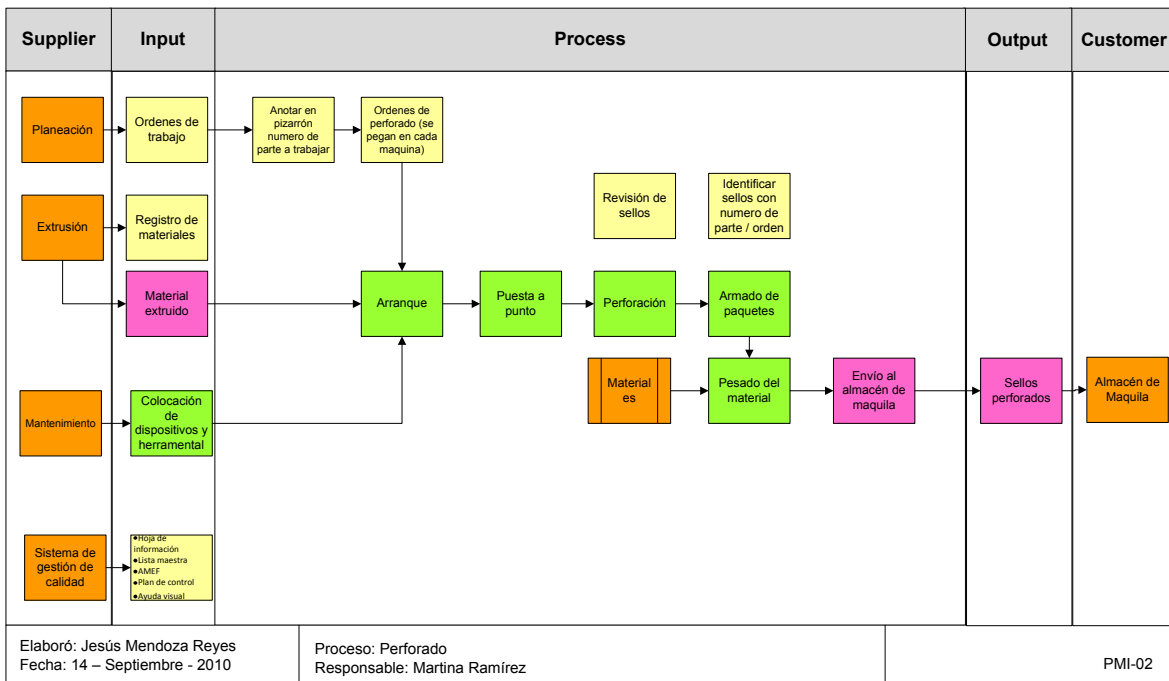 Supplier
Input
Process
Output
Customer
Planeación
Ordenes de
trabajo
Anotar en
pizarrón
numero de
parte a trabajar
Ordenes de
perforado (se
pegan en cada
maquina)
Extrusión
Registro de
materiales
Revisión de
sellos
Identificar
sellos con
numero de
parte / orden
Material
extruido
Arranque
Puesta a
punto
Perforación
Armado de
paquetes
Material
es
Pesado del
material
Envío al
almacén de
maquila
Sellos
perforados
Almacén de
Maquila
Mantenimiento
Colocación
de
dispositivos y
herramental
Sistema de
gestión de
calidad
●Hoja de
información
●Lista maestra
●AMEF
●Plan de control
●Ayuda visual
Elaboró: Jesús Mendoza Reyes
Fecha: 14 – Septiembre - 2010
Proceso: Perforado
Responsable: Martina Ramírez
PMI-02